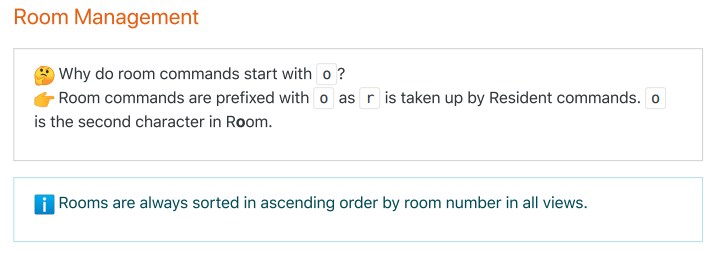 Room Management
🤔 Why do room commands start with o ?
👉 Room commands are prefixed with o as r is taken up by Resident commands. o
is the second character in Room.
ℹ️ Rooms are always sorted in ascending order by room number in all views.